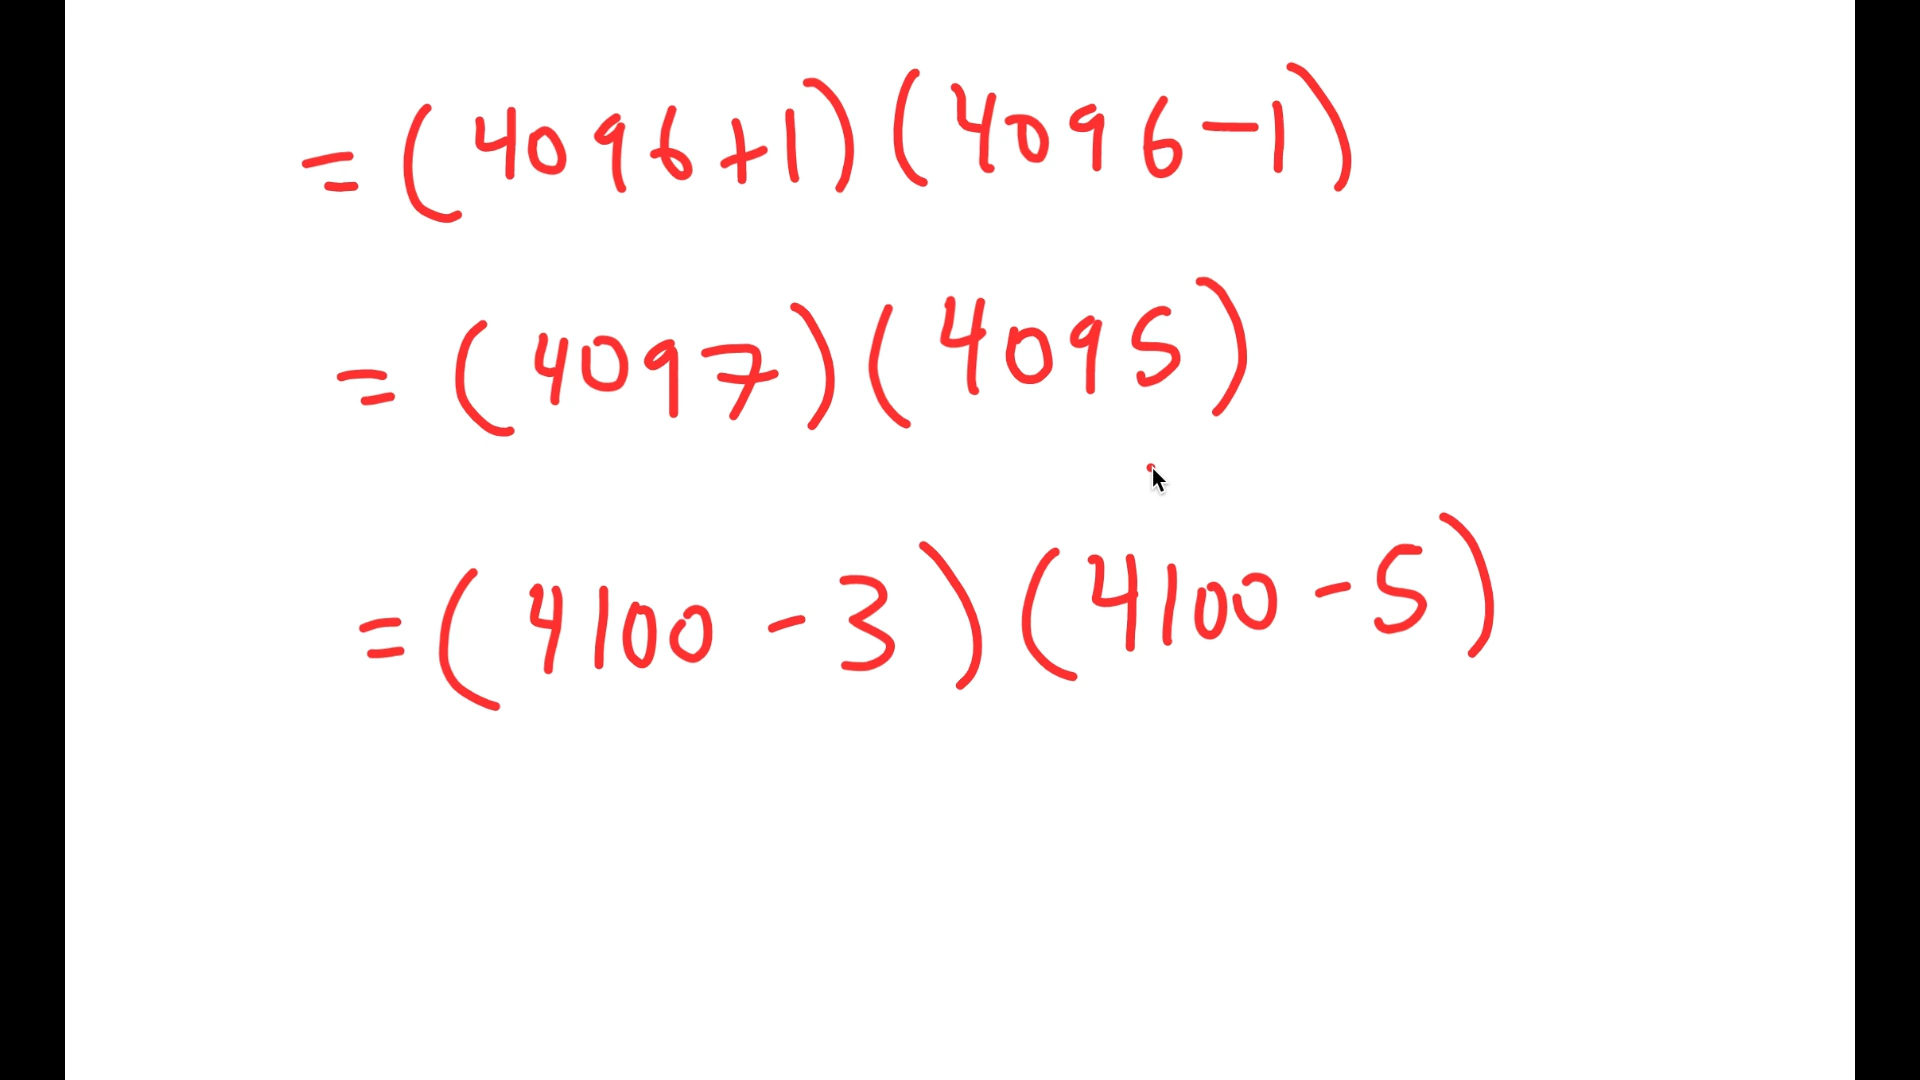 = (4096+1)(4096-1)
= (4097)(4095)
= (4100-3)(4100-5)